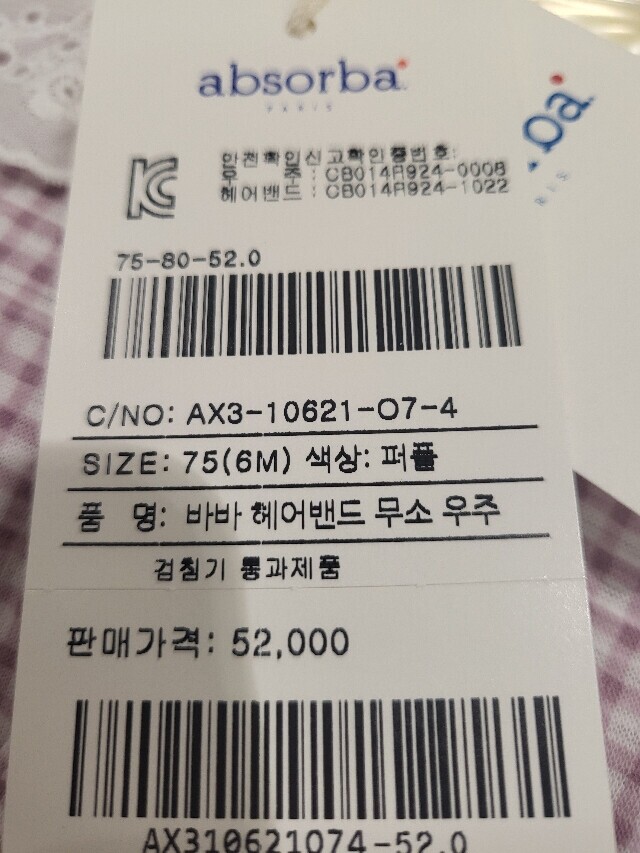 absorba
PARIS
ba
RIS
KC
안전확인신고확인증번호:
우 주 : CB014R924-0008
헤어밴드 : CB014R924-1022
75-80-52.0
C/NO: AX3-10621-07-4
SIZE: 75(6M) 색상: 퍼플
품 명: 바바 헤어밴드 무소 우주
검침기 통과제품
판매가격: 52,000
AX310621074-52.0